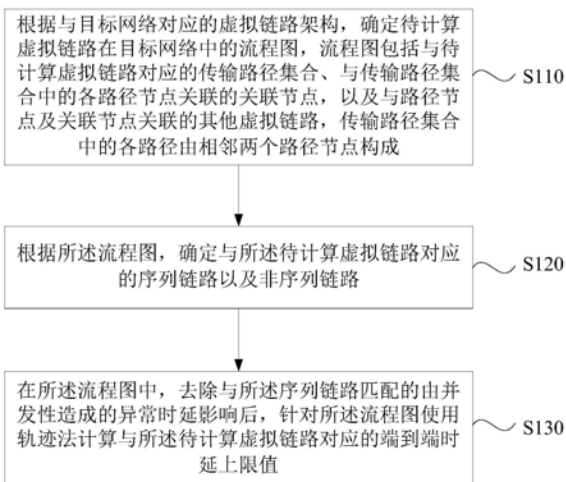 根据与目标网络对应的虚拟链路架构，确定待计算
虚拟链路在目标网络中的流程图，流程图包括与待
计算虚拟链路对应的传输路径集合、与传输路径集
合中的各路径节点关联的关联节点，以及与路径节
点及关联节点关联的其他虚拟链路，传输路径集合
中的各路径由相邻两个路径节点构成
S110
根据所述流程图，确定与所述待计算虚拟链路对应
的序列链路以及非序列链路
S120
在所述流程图中，去除与所述序列链路匹配的由并
发性造成的异常时延影响后，针对所述流程图使用
轨迹法计算与所述待计算虚拟链路对应的端到端时
延上限值
S130